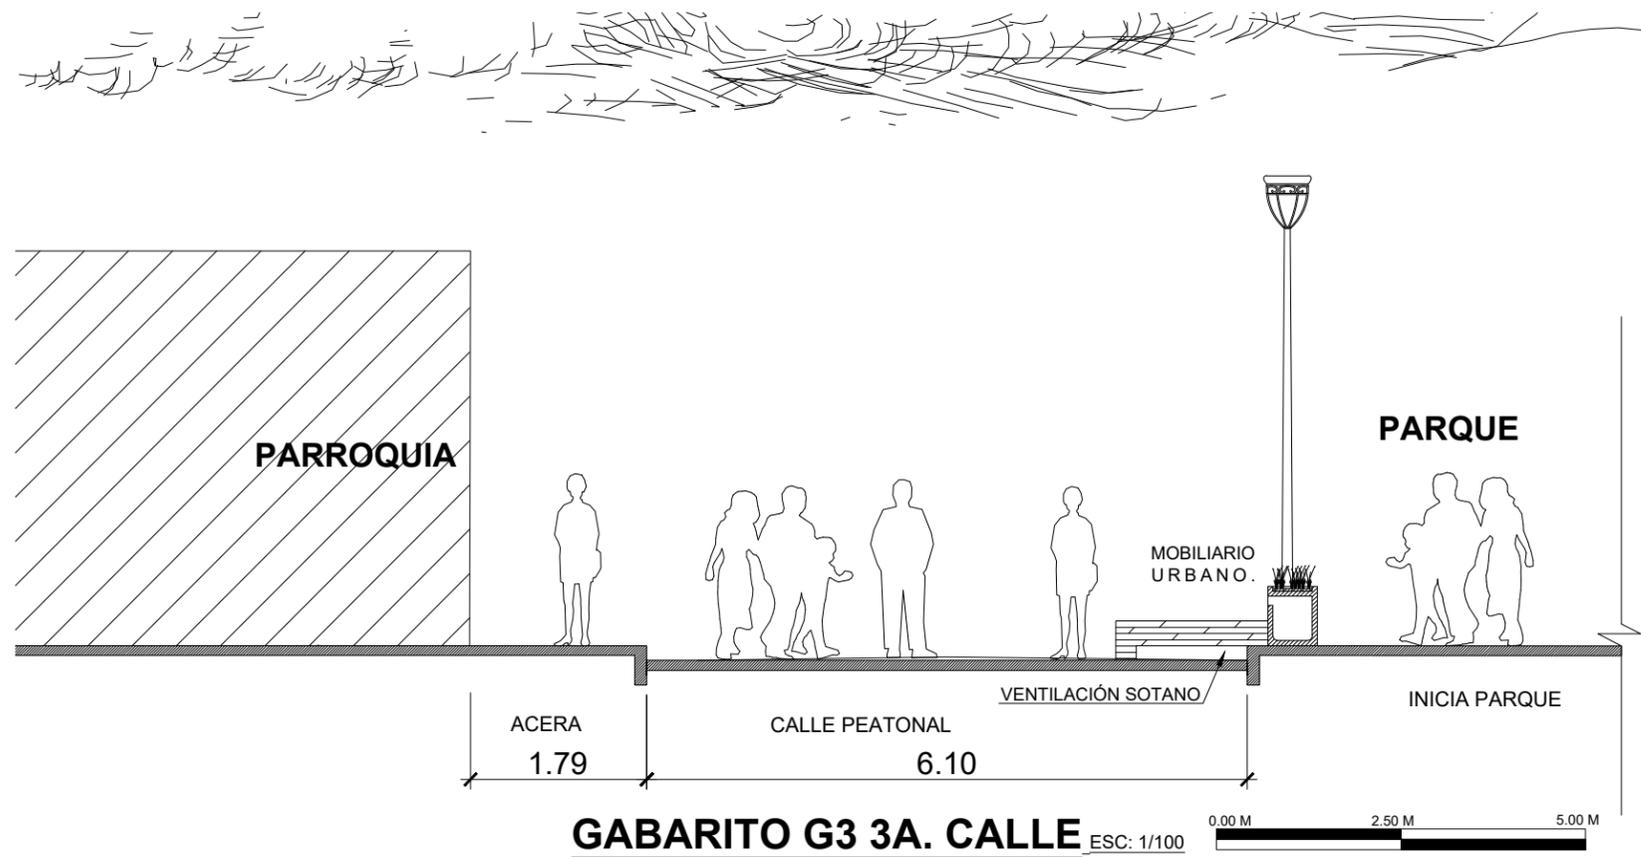 PARROQUIA
PARQUE
MOBILIARIO
URBANO.
VENTILACIÓN SOTANO
INICIA PARQUE
ACERA
CALLE PEATONAL
1.79
6.10
GABARITO G3 3A. CALLE ESC: 1/100
0.00 M 2.50 M 5.00 M